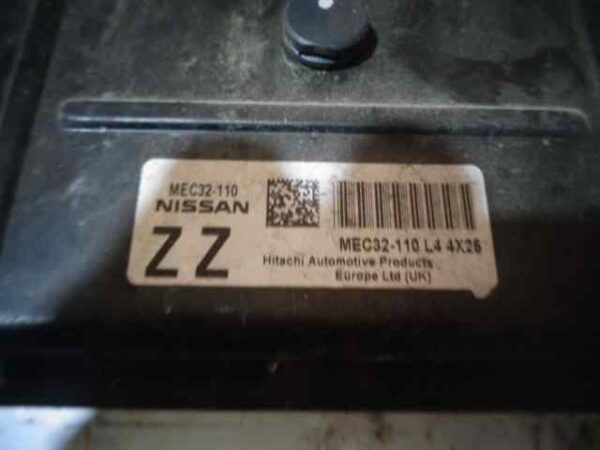 MEC32-110
NISSAN
ZZ
MEC32-110 L4 4X26
Hitachi Automotive Products
Europe Ltd (UK)